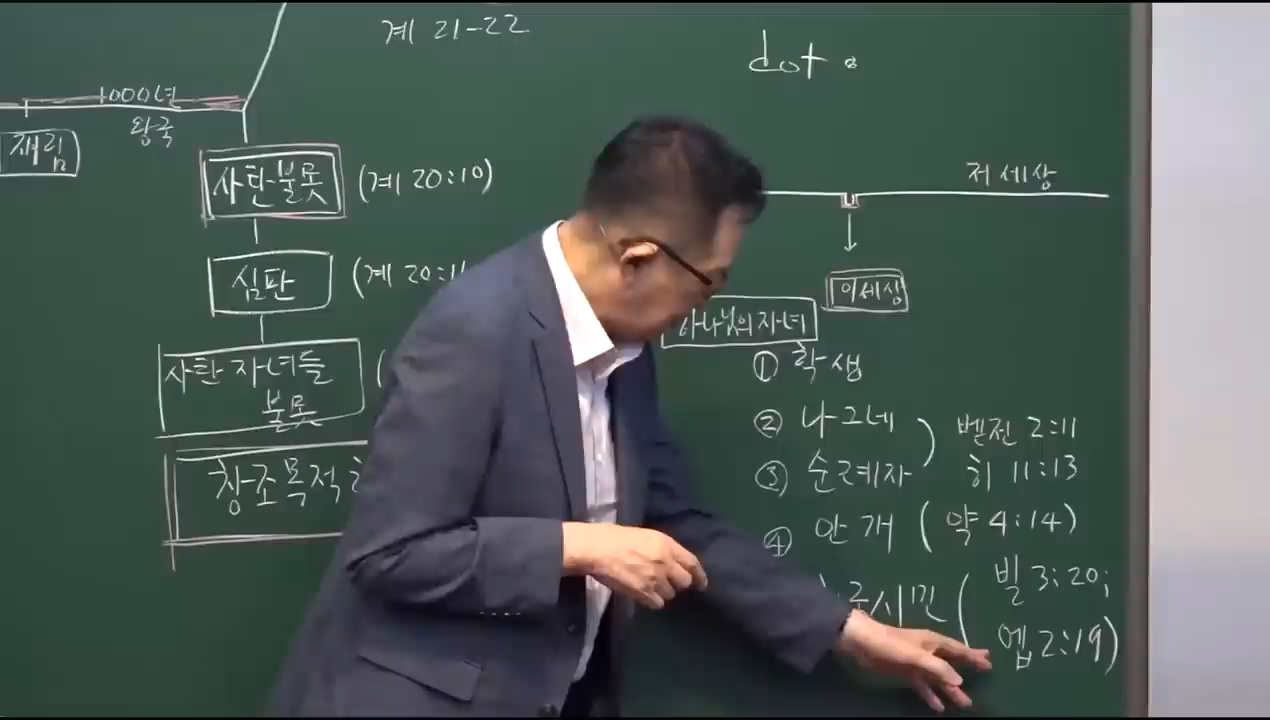 계 21-22
1000년
왕국
재림
사탄불못 (계 20:10)
심판 (계 20:11
사탄 자녀들
불못
창조목적
dot
저 세상
이 세상
하나님의 자녀
① 학생
② 나그네
③ 순례자
벧전 2:11
히 11:13
④ 안개 (약 4:14)
(빌 3:20;
엡 2:19)